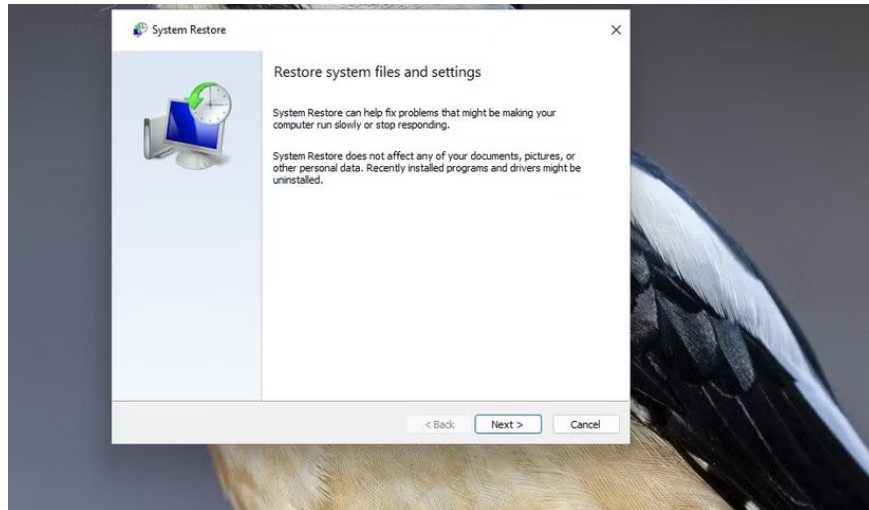 System Restore
Restore system files and settings
System Restore can help fix problems that might be making your
computer run slowly or stop responding.
System Restore does not affect any of your documents, pictures, or
other personal data. Recently installed programs and drivers might be
uninstalled.
< Back Next > Cancel